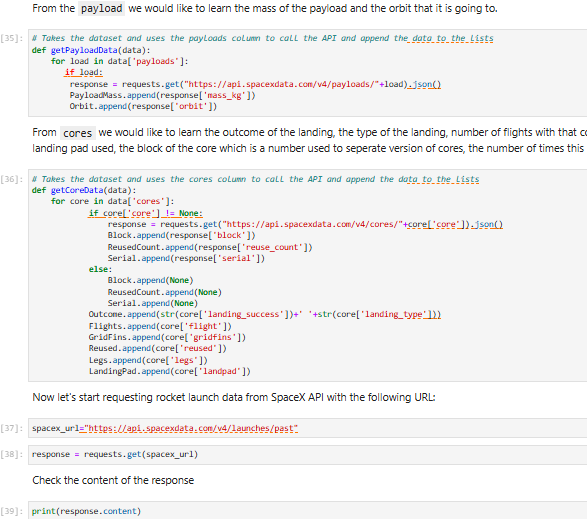 From the payload we would like to learn the mass of the payload and the orbit that it is going to.
[35]: # Takes the dataset and uses the payloads column to call the API and append the data to the lists
def getPayloadData(data):
for load in data['payloads']:
if load:
response = requests.get("https://api.spacexdata.com/v4/payloads/"+load).json()
PayloadMass.append(response['mass_kg'])
Orbit.append(response['orbit'])
From cores we would like to learn the outcome of the landing, the type of the landing, number of flights with that co
landing pad used, the block of the core which is a number used to seperate version of cores, the number of times this
[36]: # Takes the dataset and uses the cores column to call the API and append the data to the lists
def getCoreData(data):
for core in data['cores']:
if core['core'] != None:
response = requests.get("https://api.spacexdata.com/v4/cores/"+core['core']).json()
Block.append(response['block'])
ReusedCount.append(response['reuse_count'])
Serial.append(response['serial'])
else:
Block.append(None)
ReusedCount.append(None)
Serial.append(None)
Outcome.append(str(core['landing_success'])+' '+str(core['landing_type']))
Flights.append(core['flight'])
GridFins.append(core['gridfins'])
Reused.append(core['reused'])
Legs.append(core['legs'])
LandingPad.append(core['landpad'])
Now let's start requesting rocket launch data from SpaceX API with the following URL:
[37]: spacex_url="https://api.spacexdata.com/v4/launches/past"
[38]: response = requests.get(spacex_url)
Check the content of the response
[39]: print(response.content)